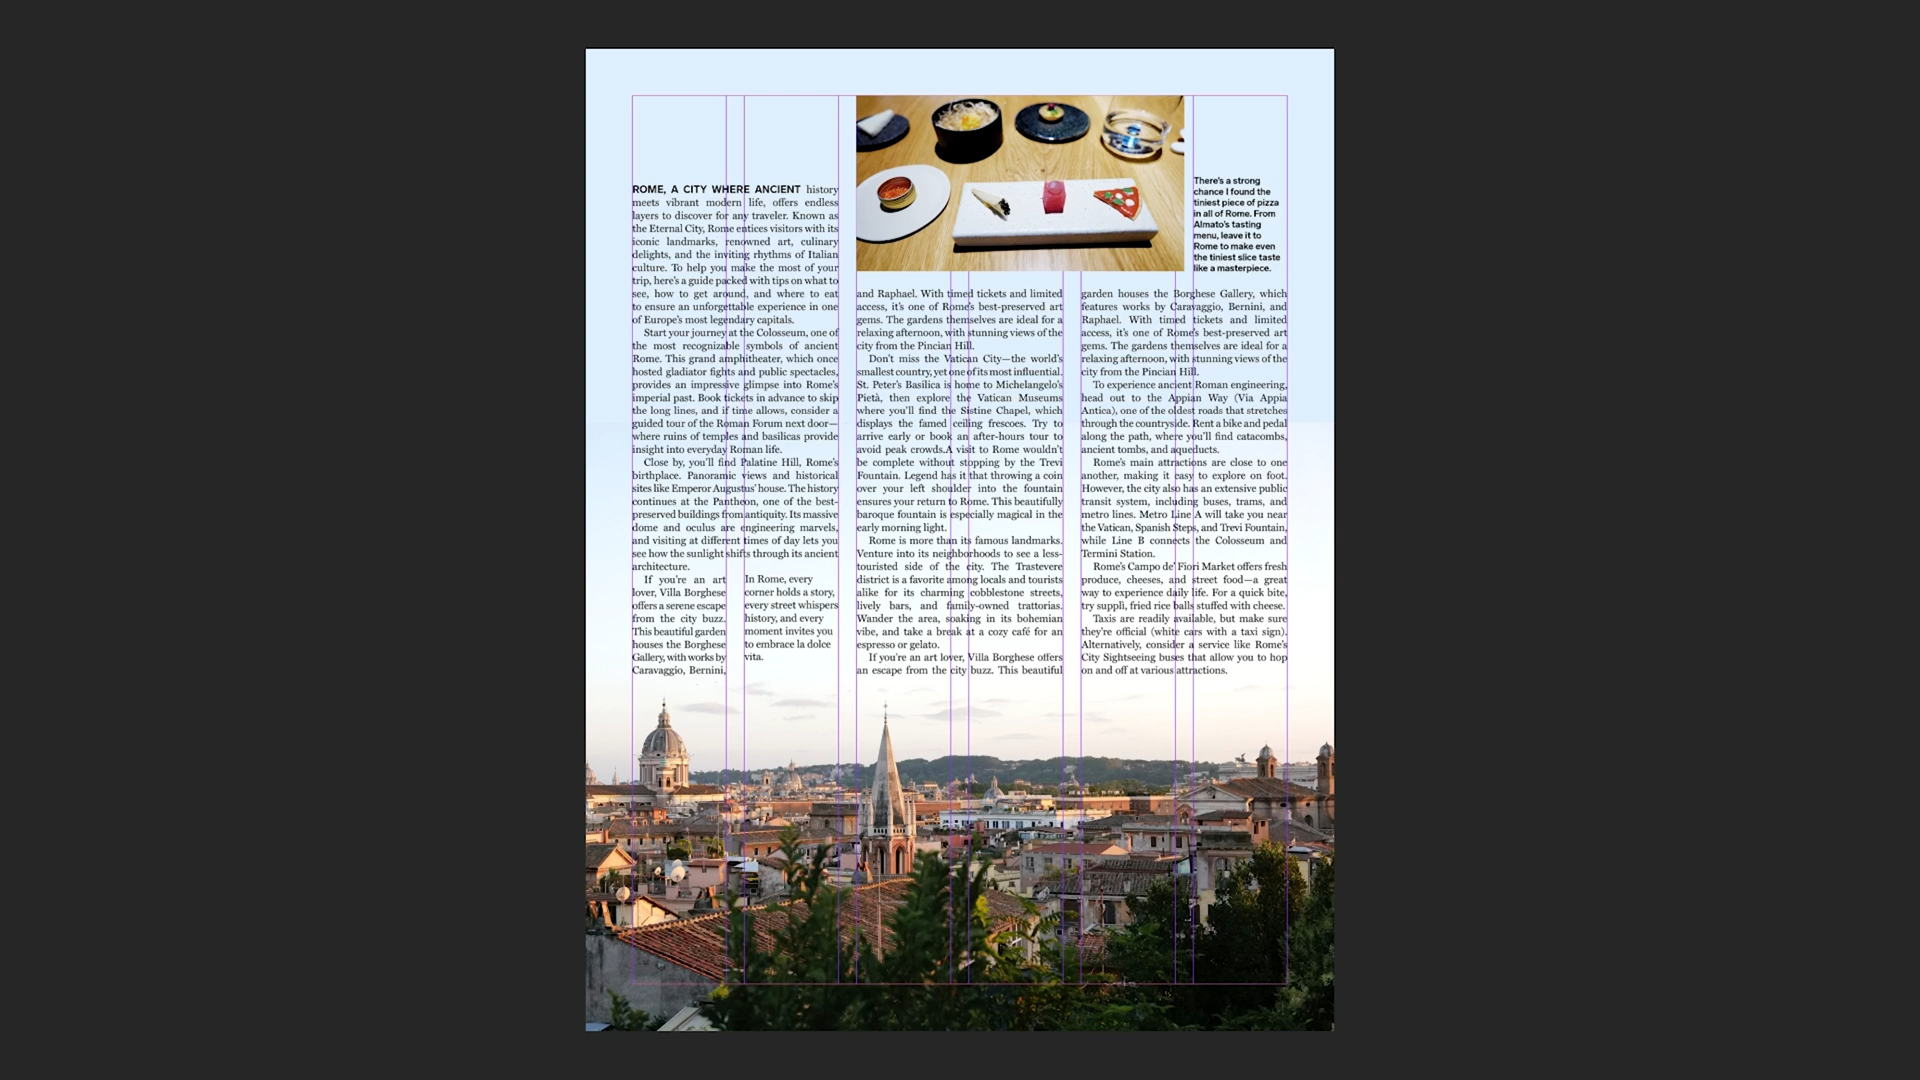 ROME, A CITY WHERE ANCIENT history
meets vibrant modern life, offers endless
layers to discover for any traveler. Known as
the Eternal City, Rome entices visitors with its
iconic landmarks, renowned art, culinary
delights, and the inviting rhythms of Italian
culture. To help you make the most of your
trip, here's a guide packed with tips on what to
see, how to get around, and where to eat
to ensure an unforgettable experience in one
of Europe's most legendary capitals.
Start your journey at the Colosseum, one of
the most recognizable symbols of ancient
Rome. This grand amphitheater, which once
hosted gladiator fights and public spectacles,
provides an impressive glimpse into Rome's
imperial past. Book tickets in advance to skip
the long lines, and if time allows, consider a
guided tour of the Roman Forum next door—
where ruins of temples and basilicas provide
insight into everyday Roman life.
Close by, you'll find Palatine Hill, Rome's
birthplace. Panoramic views and historical
sites like Emperor Augustus' house. The history
continues at the Pantheon, one of the best-
preserved buildings from antiquity. Its massive
dome and oculus are engineering marvels,
and visiting at different times of day lets you
see how the sunlight shifts through its ancient
architecture.
If you're an art
lover, Villa Borghese
offers a serene escape
from the city buzz.
This beautiful garden
houses the Borghese
Gallery, with works by
Caravaggio, Bernini,
In Rome, every
corner holds a story,
every street whispers
history, and every
moment invites you
to embrace la dolce
vita.
and Raphael. With timed tickets and limited
access, it's one of Rome's best-preserved art
gems. The gardens themselves are ideal for a
relaxing afternoon, with stunning views of the
city from the Pincian Hill.
Don't miss the Vatican City—the world's
smallest country, yet one of its most influential.
St. Peter's Basilica is home to Michelangelo's
Pietà, then explore the Vatican Museums
where you'll find the Sistine Chapel, which
displays the famed ceiling frescoes. Try to
arrive early or book an after-hours tour to
avoid peak crowds.A visit to Rome wouldn't
be complete without stopping by the Trevi
Fountain. Legend has it that throwing a coin
over your left shoulder into the fountain
ensures your return to Rome. This beautifully
baroque fountain is especially magical in the
early morning light.
Rome is more than its famous landmarks.
Venture into its neighborhoods to see a less-
touristed side of the city. The Trastevere
district is a favorite among locals and tourists
alike for its charming cobblestone streets,
lively bars, and family-owned trattorias.
Wander the area, soaking in its bohemian
vibe, and take a break at a cozy café for an
espresso or gelato.
If you're an art lover, Villa Borghese offers
an escape from the city buzz. This beautiful
There's a strong
chance I found the
tiniest piece of pizza
in all of Rome. From
Almato's tasting
menu, leave it to
Rome to make even
the tiniest slice taste
like a masterpiece.
garden houses the Borghese Gallery, which
features works by Caravaggio, Bernini, and
Raphael. With timed tickets and limited
access, it's one of Rome's best-preserved art
gems. The gardens themselves are ideal for a
relaxing afternoon, with stunning views of the
city from the Pincian Hill.
To experience ancient Roman engineering,
head out to the Appian Way (Via Appia
Antica), one of the oldest roads that stretches
through the countryside. Rent a bike and pedal
along the path, where you'll find catacombs,
ancient tombs, and aqueducts.
Rome's main attractions are close to one
another, making it easy to explore on foot.
However, the city also has an extensive public
transit system, including buses, trams, and
metro lines. Metro Line A will take you near
the Vatican, Spanish Steps, and Trevi Fountain,
while Line B connects the Colosseum and
Termini Station.
Rome's Campo de' Fiori Market offers fresh
produce, cheeses, and street food—a great
way to experience daily life. For a quick bite,
try supplì, fried rice balls stuffed with cheese.
Taxis are readily available, but make sure
they're official (white cars with a taxi sign).
Alternatively, consider a service like Rome's
City Sightseeing buses that allow you to hop
on and off at various attractions.